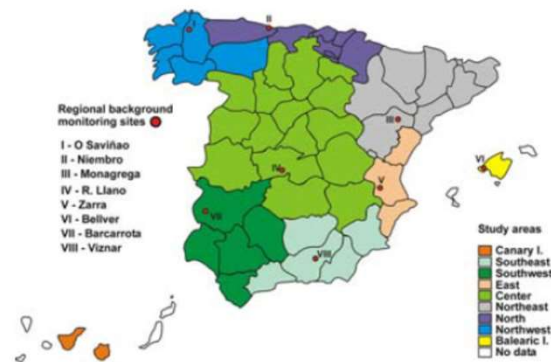 I
II
Regional background
monitoring sites
I - O Saviñao
II - Niembro
III - Monagrega
IV - R. Llano
V - Zarra
VI - Bellver
VII - Barcarrota
VIII - Viznar
III
IV
V
VI
VII
VIII
Study areas
Canary I.
Southeast
Southwest
East
Center
Northeast
North
Northwest
Balearic I.
No data